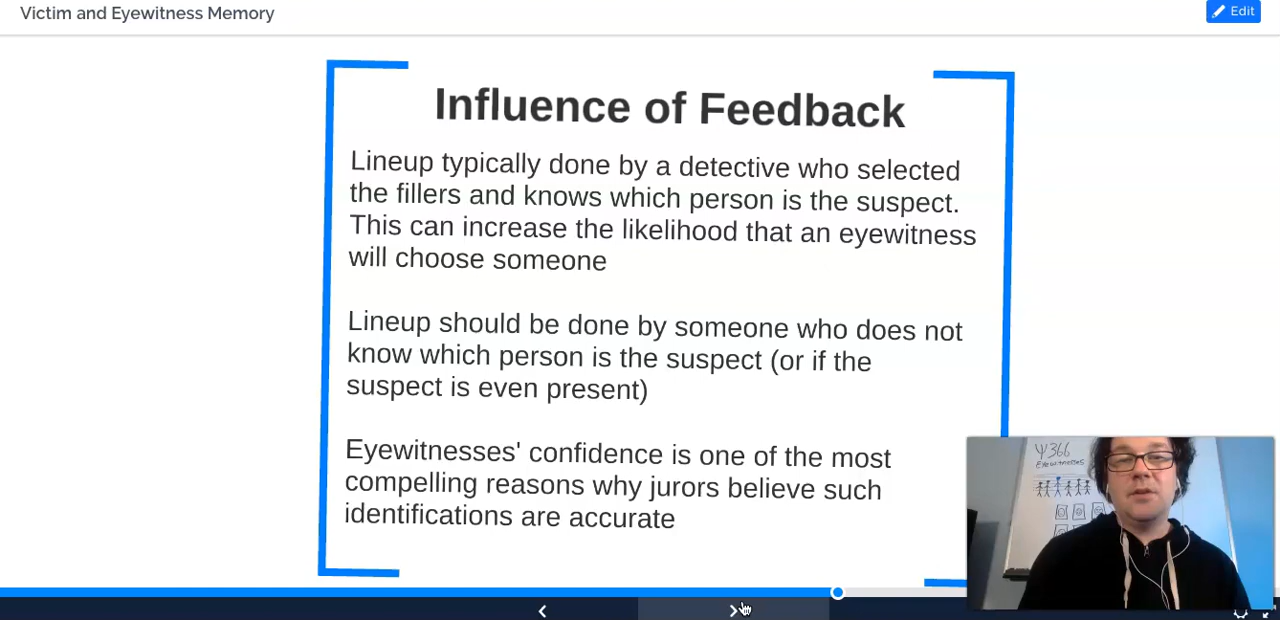 Victim and Eyewitness Memory
Edit
Influence of Feedback
Lineup typically done by a detective who selected
the fillers and knows which person is the suspect.
This can increase the likelihood that an eyewitness
will choose someone
Lineup should be done by someone who does not
know which person is the suspect (or if the
suspect is even present)
Eyewitnesses' confidence is one of the most
compelling reasons why jurors believe such
identifications are accurate
Ψ366
Eyewitnesses